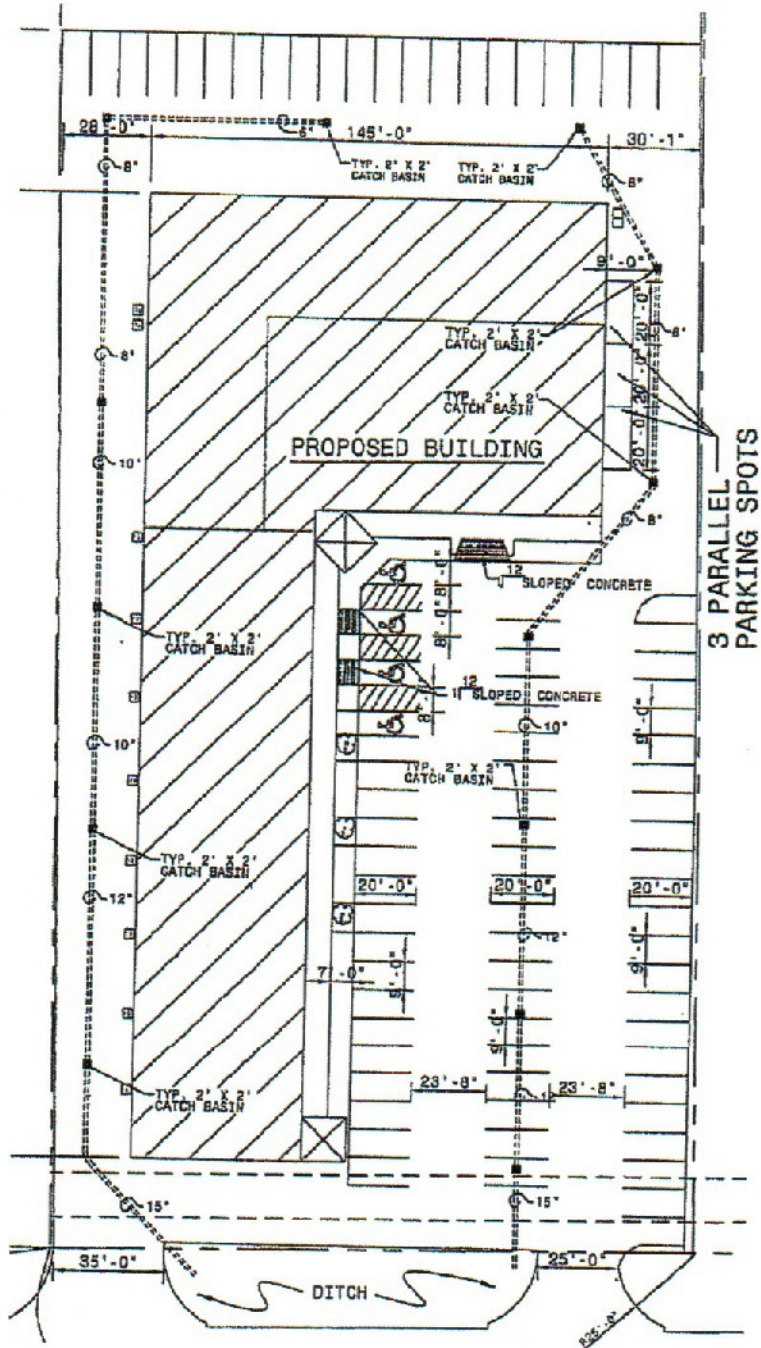 28'-0"
6"
145'-0"
30'-1"
TYP. 2' X 2'
CATCH BASIN
TYP. 2' X 2'
CATCH BASIN
8"
6"
9'-0"
20'-0"
6"
TYP. 2' X 2'
CATCH BASIN
8"
20'-0"
TYP. 2' X 2'
CATCH BASIN
20'-0"
PROPOSED BUILDING
10"
3 PARALLEL
PARKING SPOTS
8"
12
1
SLOPED CONCRETE
8'-0"
8'-0"
TYP. 2' X 2'
CATCH BASIN
12
1
SLOPED CONCRETE
9'-0"
10"
10"
TYP. 2' X 2'
CATCH BASIN
TYP. 2' X 2'
CATCH BASIN
12"
20'-0"
20'-0"
20'-0"
12"
7'-0"
9'-0"
9'-0"
9'-0"
TYP. 2' X 2'
CATCH BASIN
23'-8"
23'-8"
15"
15"
35'-0"
DITCH
25'-0"
R25'-0"